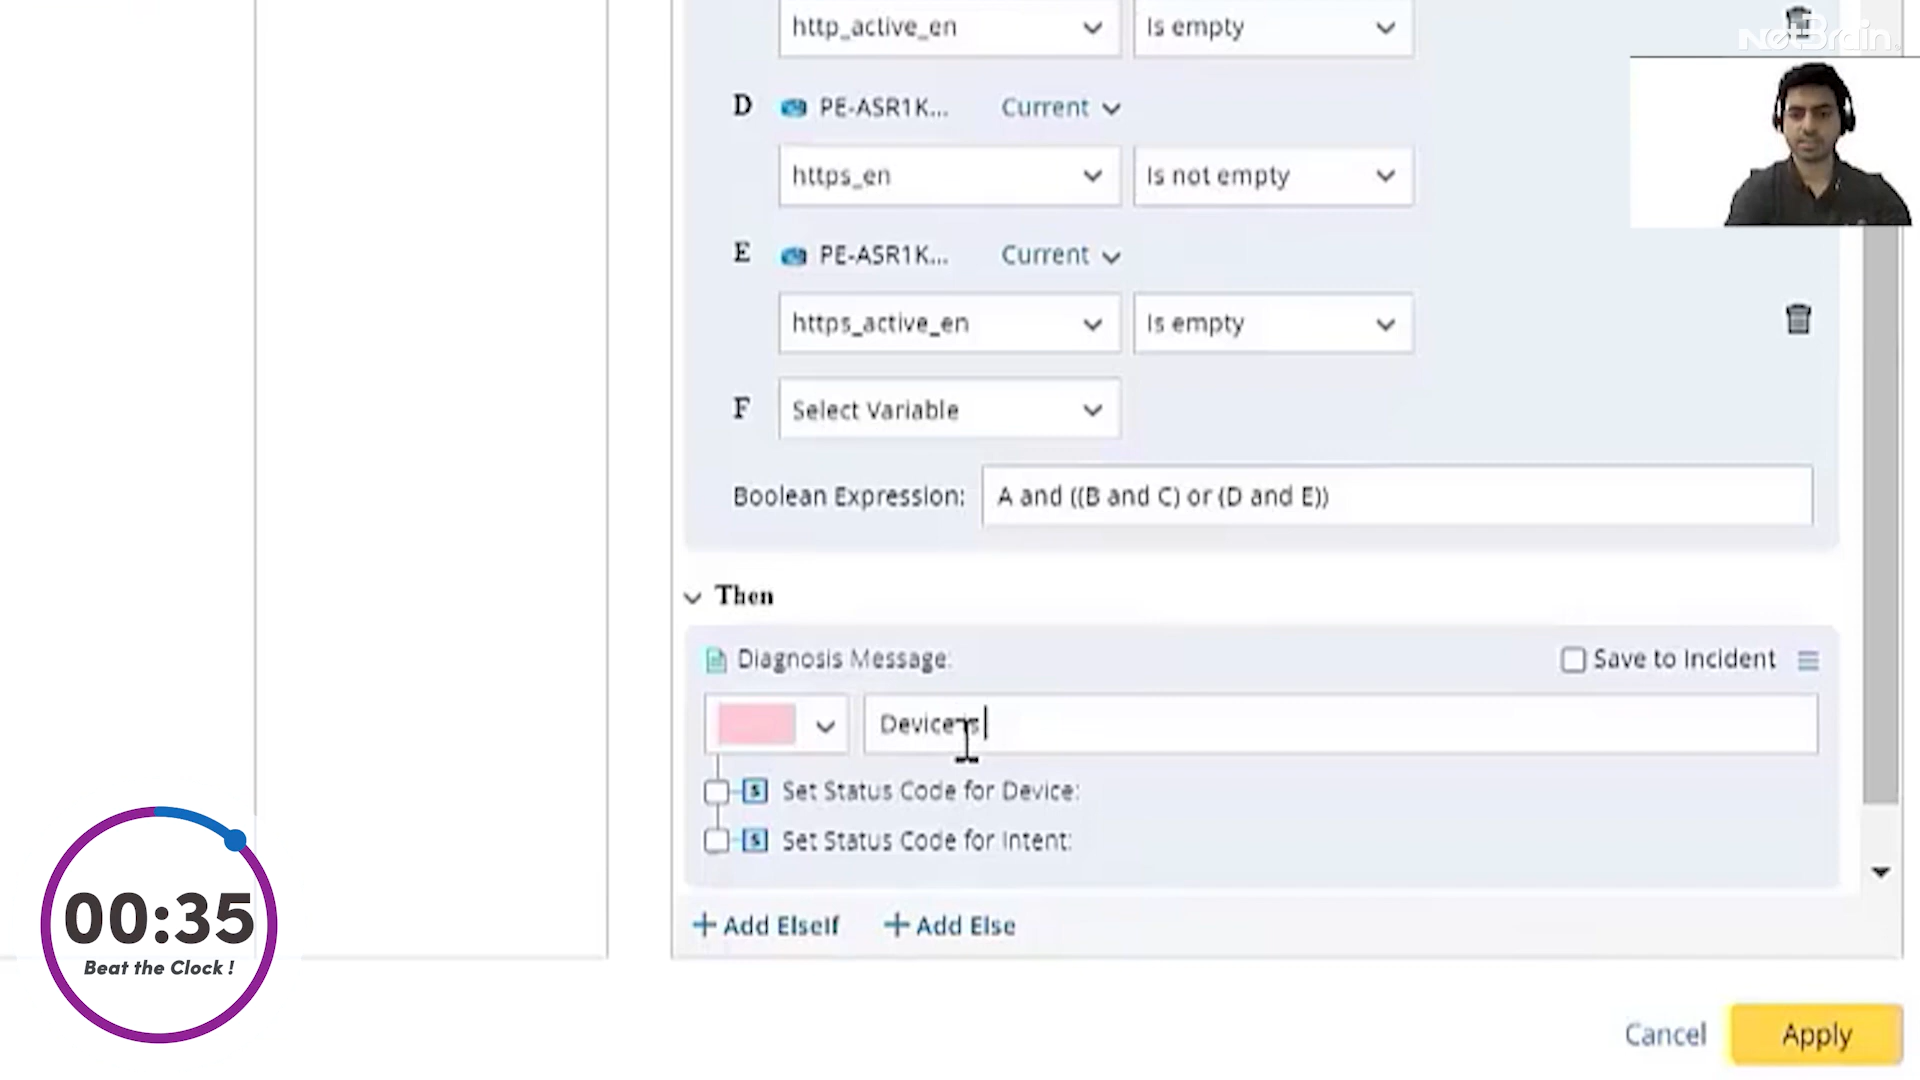 NetBrain
http_active_en Is empty
D PE-ASR1K... Current
https_en Is not empty
E PE-ASR1K... Current
https_active_en Is empty
F Select Variable
Boolean Expression: A and ((B and C) or (D and E))
Then
Diagnosis Message: Save to Incident
Device is
S Set Status Code for Device:
S Set Status Code for Intent:
+ Add ElseIf + Add Else
00:35
Beat the Clock !
Cancel Apply